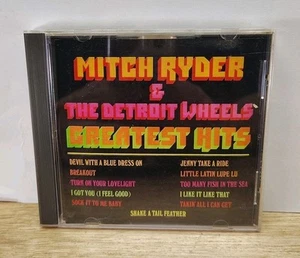 MITCH RYDER
&
THE DETROIT WHEELS'
GREATEST HITS
DEVIL WITH A BLUE DRESS ON
BREAKOUT
TURN ON YOUR LOVELIGHT
I GOT YOU (I FEEL GOOD)
SOCK IT TO ME BABY
JENNY TAKE A RIDE
LITTLE LATIN LUPE LU
TOO MANY FISH IN THE SEA
I LIKE IT LIKE THAT
TAKIN ALL I CAN GET
SHAKE A TAIL FEATHER